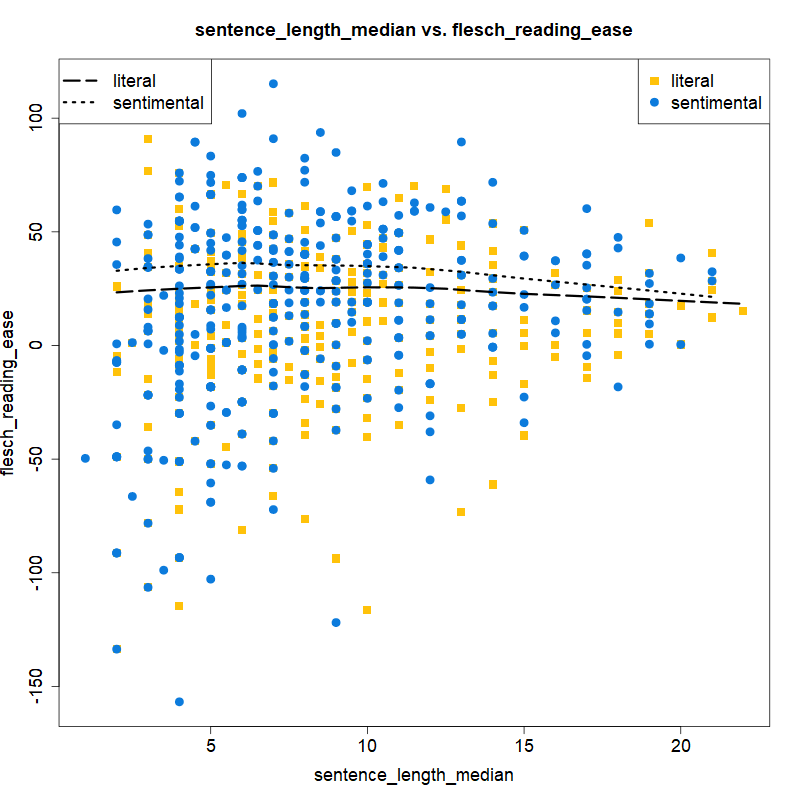 sentence_length_median vs. flesch_reading_ease
literal
sentimental
literal
sentimental
100
50
0
-50
-100
-150
flesch_reading_ease
5
10
15
20
sentence_length_median